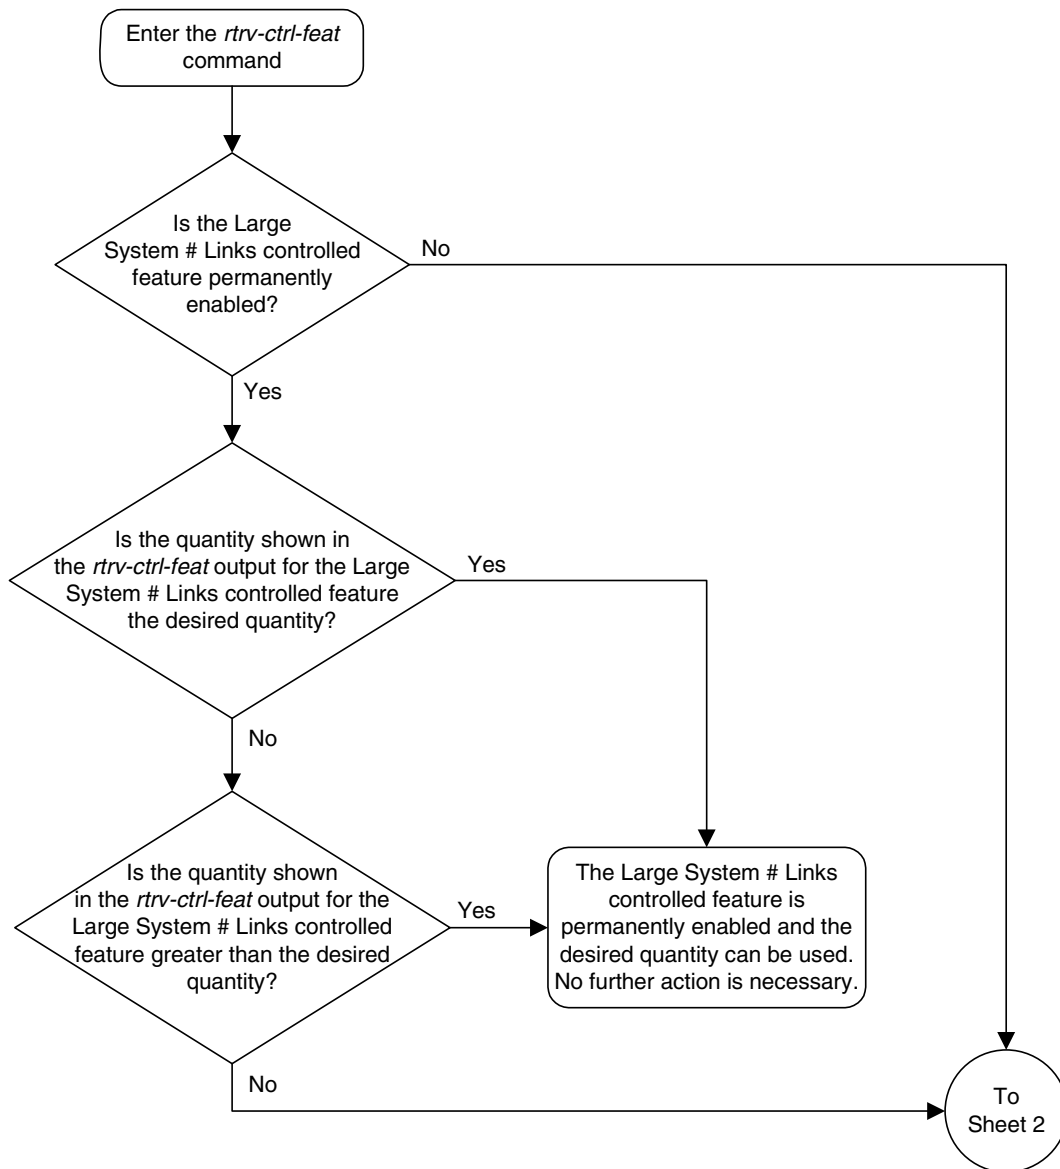 Enter the rtrv-ctrl-feat
command
Is the Large
System # Links controlled
feature permanently
enabled?
No
Yes
Is the quantity shown in
the rtrv-ctrl-feat output for the Large
System # Links controlled feature
the desired quantity?
Yes
No
Is the quantity shown
in the rtrv-ctrl-feat output for the
Large System # Links controlled
feature greater than the desired
quantity?
Yes
The Large System # Links
controlled feature is
permanently enabled and the
desired quantity can be used.
No further action is necessary.
No
To
Sheet 2